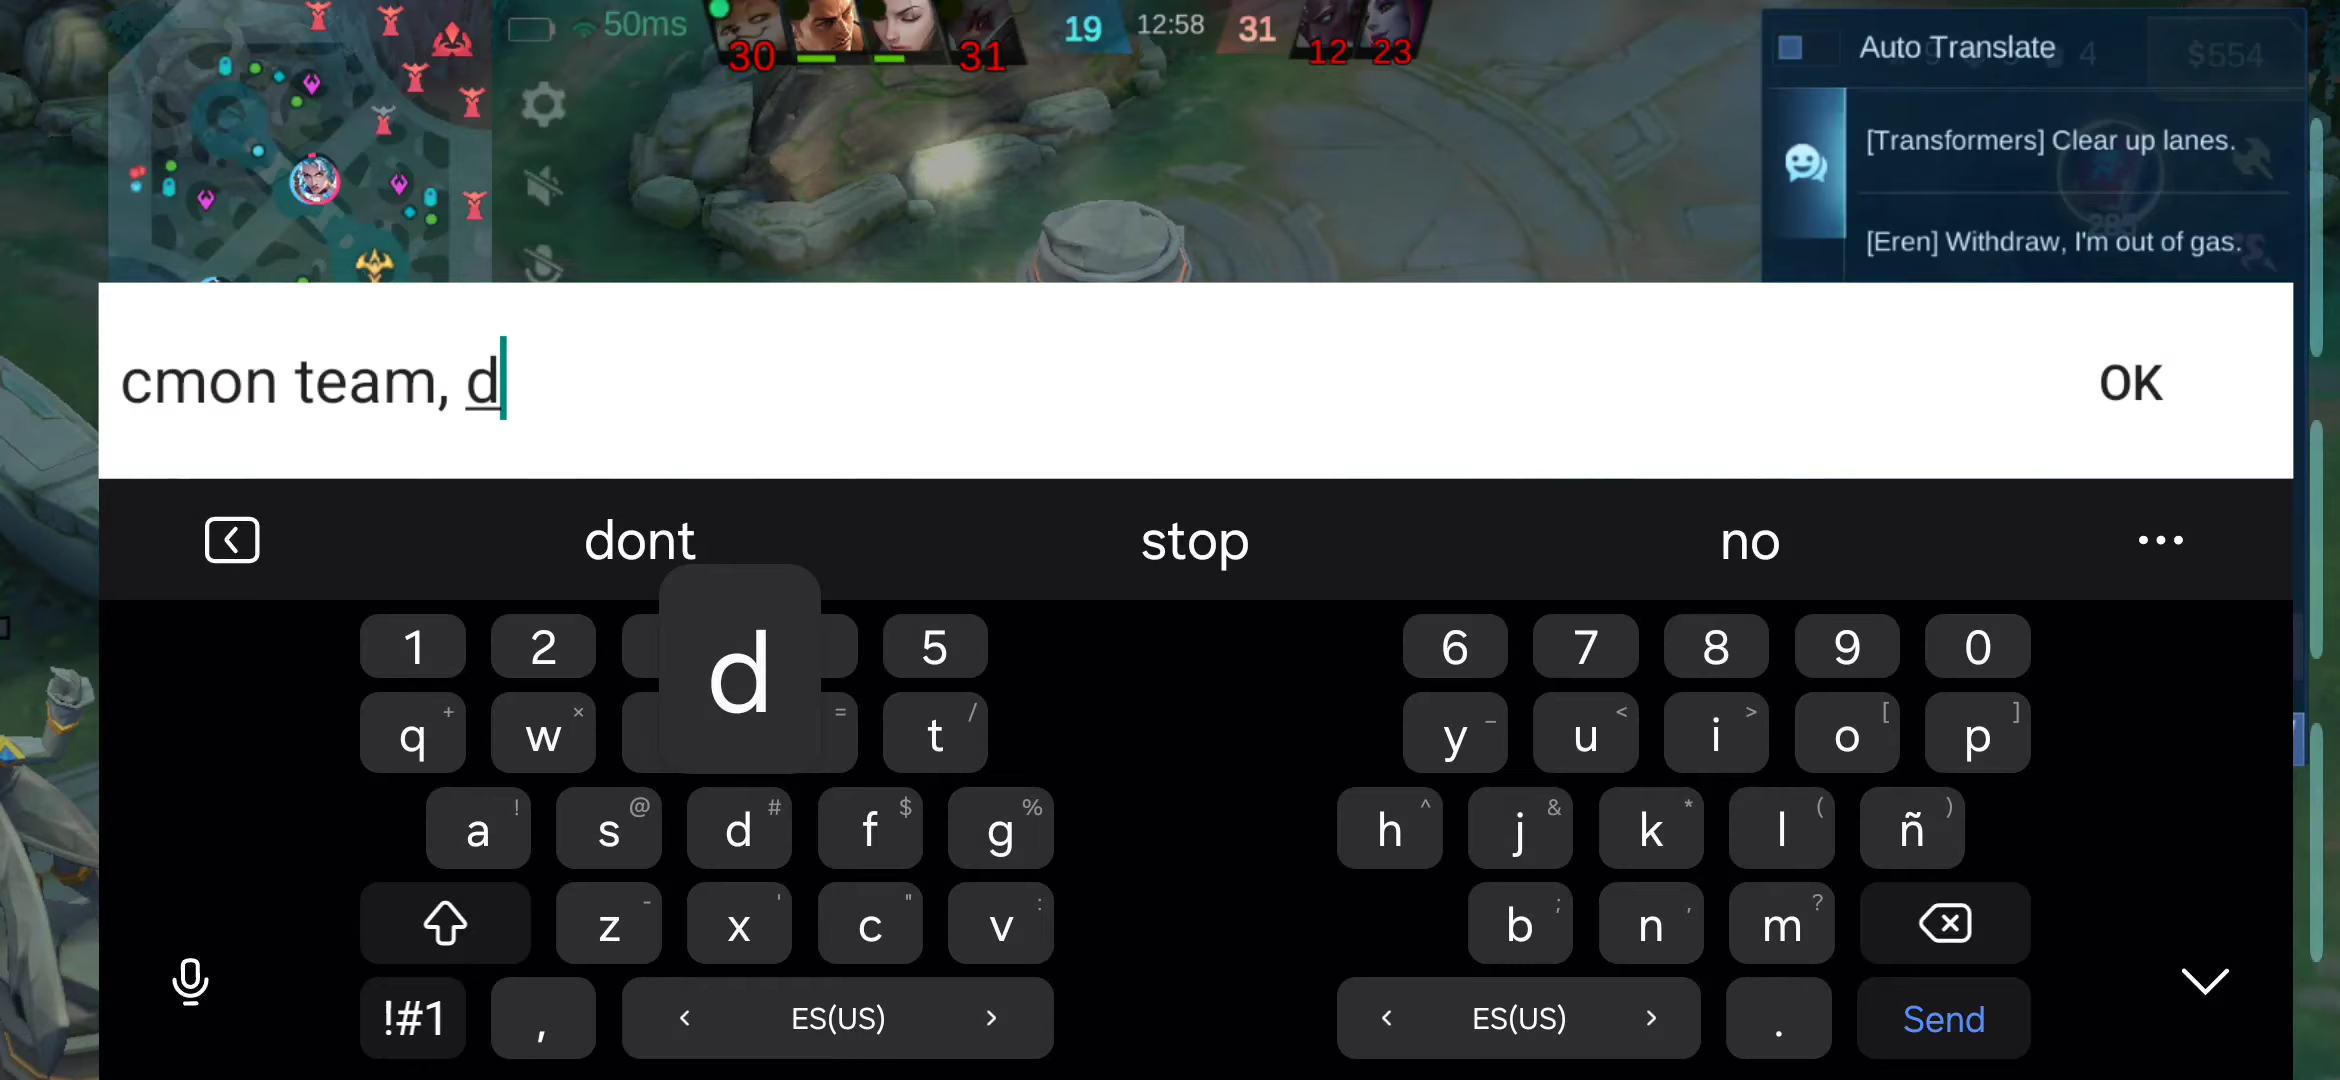 50ms
30
31
19
12:58
31
12
23
Auto Translate
4
$554
[Transformers] Clear up lanes.
[Eren] Withdraw, I'm out of gas.
cmon team, d
OK
dont stop no
d
1 2 5 6 7 8 9 0
q + w × = t / y _ u < i > o [ p ]
a ! s @ d # f $ g % h ^ j & k * l ( ñ )
z - x ' c " v : b ; n , m ?
!#1 , < ES(US) > < ES(US) > . Send